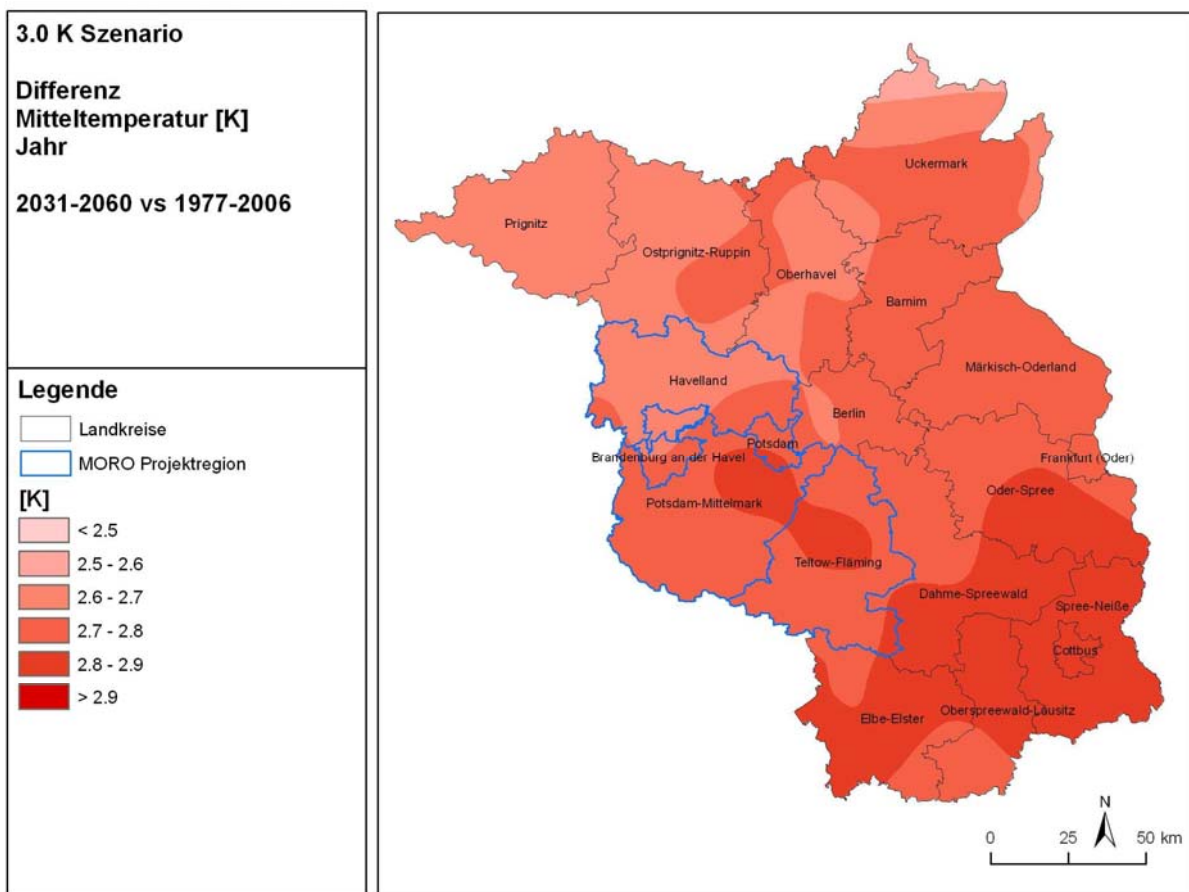 3.0 K Szenario
Differenz
Mitteltemperatur [K]
Jahr
2031-2060 vs 1977-2006
Legende
Landkreise
MORO Projektregion
[K]
< 2.5
2.5 - 2.6
2.6 - 2.7
2.7 - 2.8
2.8 - 2.9
> 2.9
Uckermark
Prignitz
Ostprignitz-Ruppin
Oberhavel
Barnim
Märkisch-Oderland
Havelland
Berlin
Potsdam
Brandenburg an der Havel
Frankfurt (Oder)
Oder-Spree
Potsdam-Mittelmark
Teltow-Fläming
Dahme-Spreewald
Spree-Neiße
Cottbus
Elbe-Elster
Oberspreewald-Lausitz
N
0 25 50 km